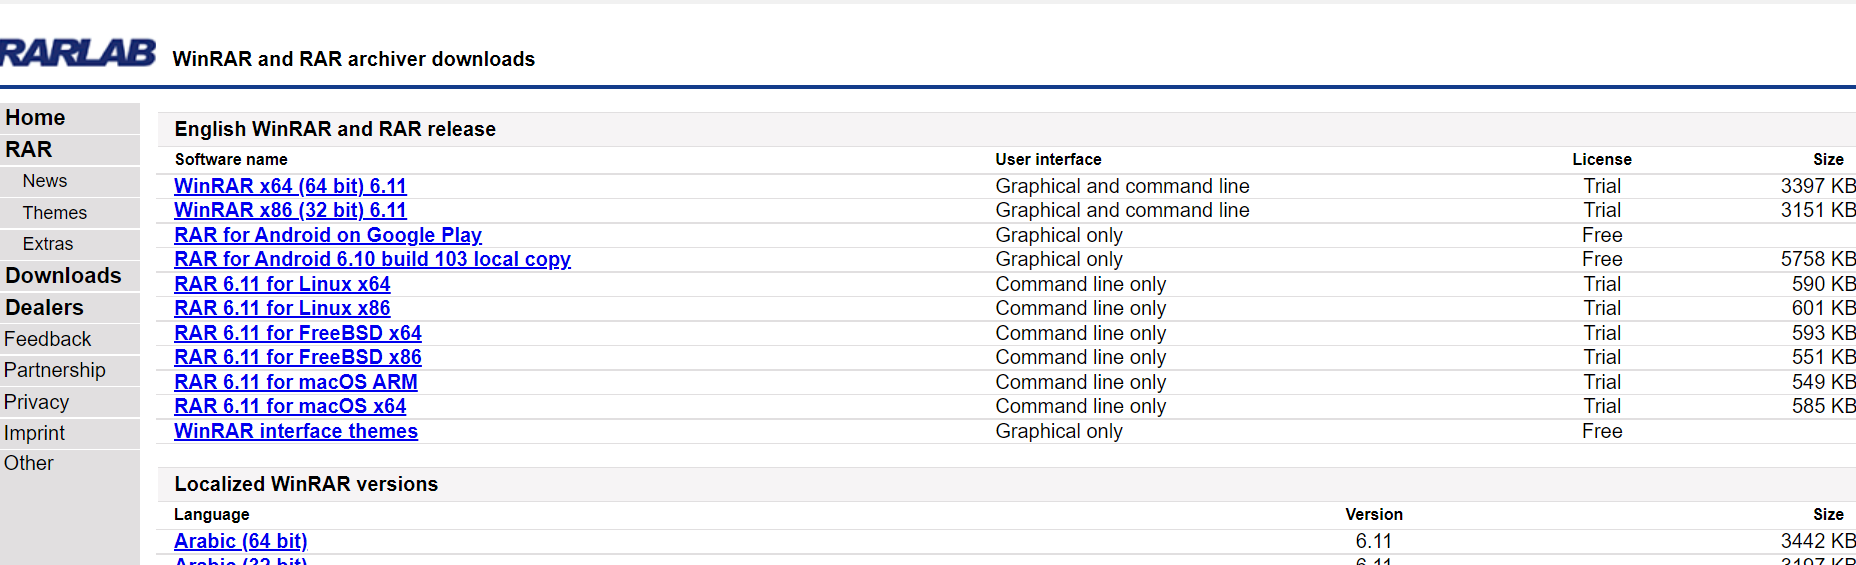 RARLAB WinRAR and RAR archiver downloads
Home
RAR
News
Themes
Extras
Downloads
Dealers
Feedback
Partnership
Privacy
Imprint
Other
English WinRAR and RAR release
Software name User interface License Size
WinRAR x64 (64 bit) 6.11 Graphical and command line Trial 3397 KB
WinRAR x86 (32 bit) 6.11 Graphical and command line Trial 3151 KB
RAR for Android on Google Play Graphical only Free
RAR for Android 6.10 build 103 local copy Graphical only Free 5758 KB
RAR 6.11 for Linux x64 Command line only Trial 590 KB
RAR 6.11 for Linux x86 Command line only Trial 601 KB
RAR 6.11 for FreeBSD x64 Command line only Trial 593 KB
RAR 6.11 for FreeBSD x86 Command line only Trial 551 KB
RAR 6.11 for macOS ARM Command line only Trial 549 KB
RAR 6.11 for macOS x64 Command line only Trial 585 KB
WinRAR interface themes Graphical only Free
Localized WinRAR versions
Language Version Size
Arabic (64 bit) 6.11 3442 KB
Arabic (32 bit) 6.11 3197 KB